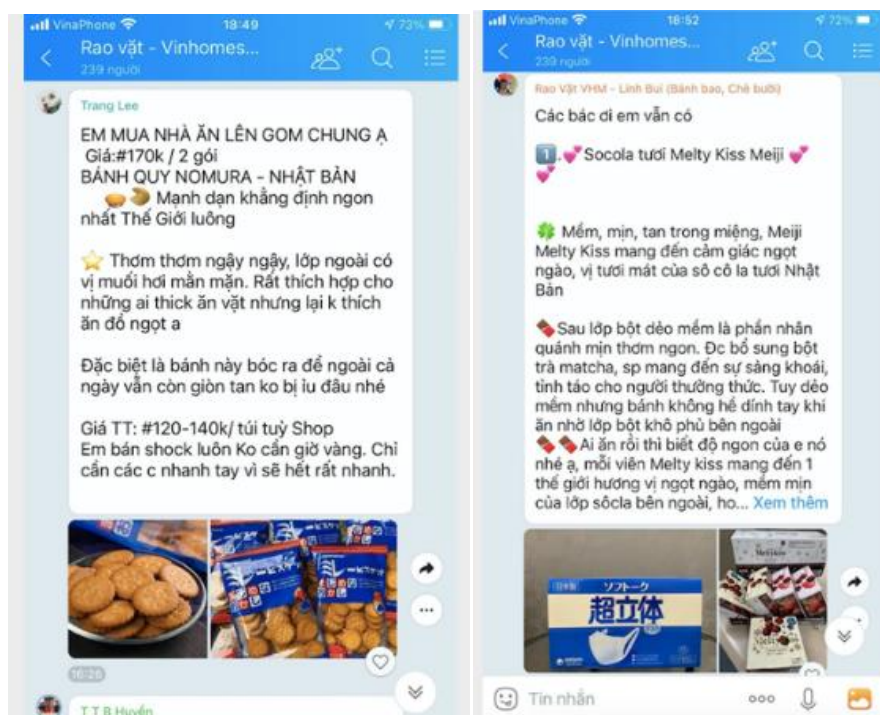 VinaPhone 18:49 73%
Rao vặt - Vinhomes...
239 người
Trang Lee
EM MUA NHÀ ĂN LÊN GOM CHUNG Ạ
Giá:#170k / 2 gói
BÁNH QUY NOMURA - NHẬT BẢN
Mạnh dạn khẳng định ngon
nhất Thế Giới luông
Thơm thơm ngậy ngậy, lớp ngoài có
vị muối hơi mằn mặn. Rất thích hợp cho
những ai thick ăn vặt nhưng lại k thích
ăn đồ ngọt a
Đặc biệt là bánh này bóc ra để ngoài cả
ngày vẫn còn giòn tan ko bị ỉu đâu nhé
Giá TT: #120-140k/ túi tuỳ Shop
Em bán shock luôn Ko cần giờ vàng. Chỉ
cần các c nhanh tay vì sẽ hết rất nhanh.
16:26
T.T.B.Huyền
VinaPhone 18:52 72%
Rao vặt - Vinhomes...
239 người
Rao Vặt VHM - Linh Bui (Bánh bao, Chè bưởi)
Các bác ơi em vẫn có
1. Socola tươi Melty Kiss Meiji
Mềm, mịn, tan trong miệng, Meiji
Melty Kiss mang đến cảm giác ngọt
ngào, vị tươi mát của sô cô la tươi Nhật
Bản
Sau lớp bột dẻo mềm là phần nhân
quánh mịn thơm ngon. Đc bổ sung bột
trà matcha, sp mang đến sự sảng khoái,
tỉnh táo cho người thưởng thức. Tuy dẻo
mềm nhưng bánh không hề dính tay khi
ăn nhờ lớp bột khô phủ bên ngoài
Ai ăn rồi thì biết độ ngon của e nó
nhé ạ, mỗi viên Melty kiss mang đến 1
thế giới hương vị ngọt ngào, mềm mịn
của lớp sôcla bên ngoài, ho... Xem thêm
日本製 ソフトーク
超立体
Meltykiss
Tin nhắn